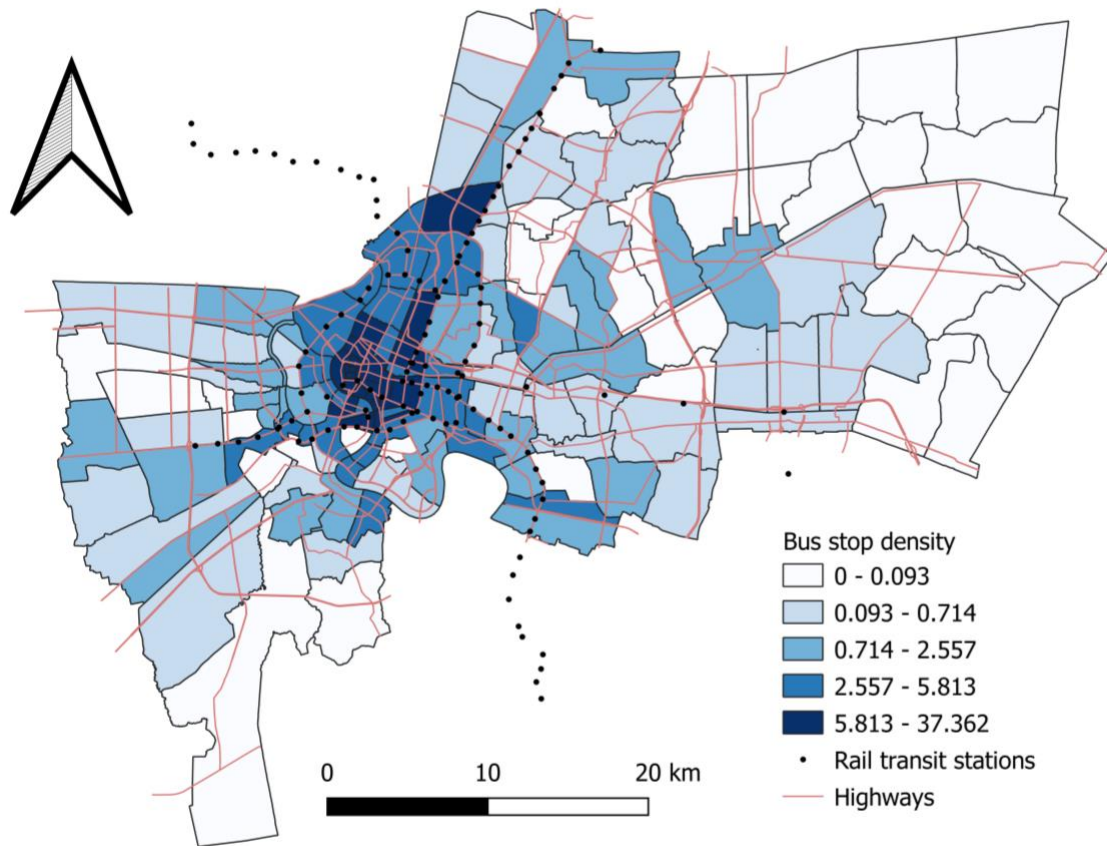 Bus stop density
0 - 0.093
0.093 - 0.714
0.714 - 2.557
2.557 - 5.813
5.813 - 37.362
Rail transit stations
Highways
0 10 20 km